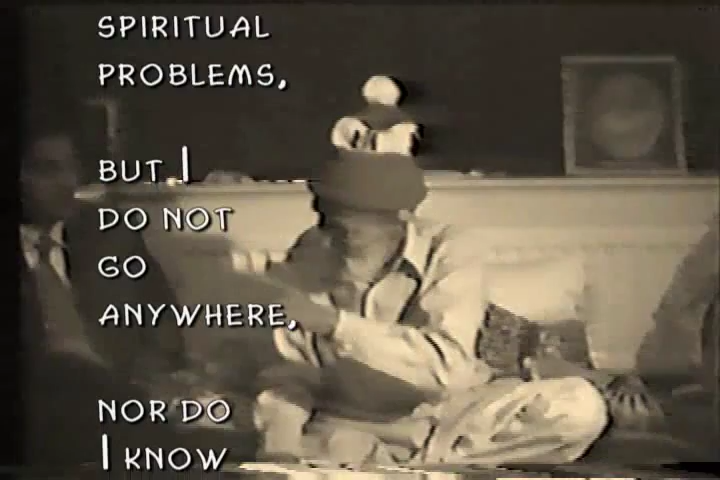 SPIRITUAL
PROBLEMS,
BUT I
DO NOT
GO
ANYWHERE,
NOR DO
I KNOW